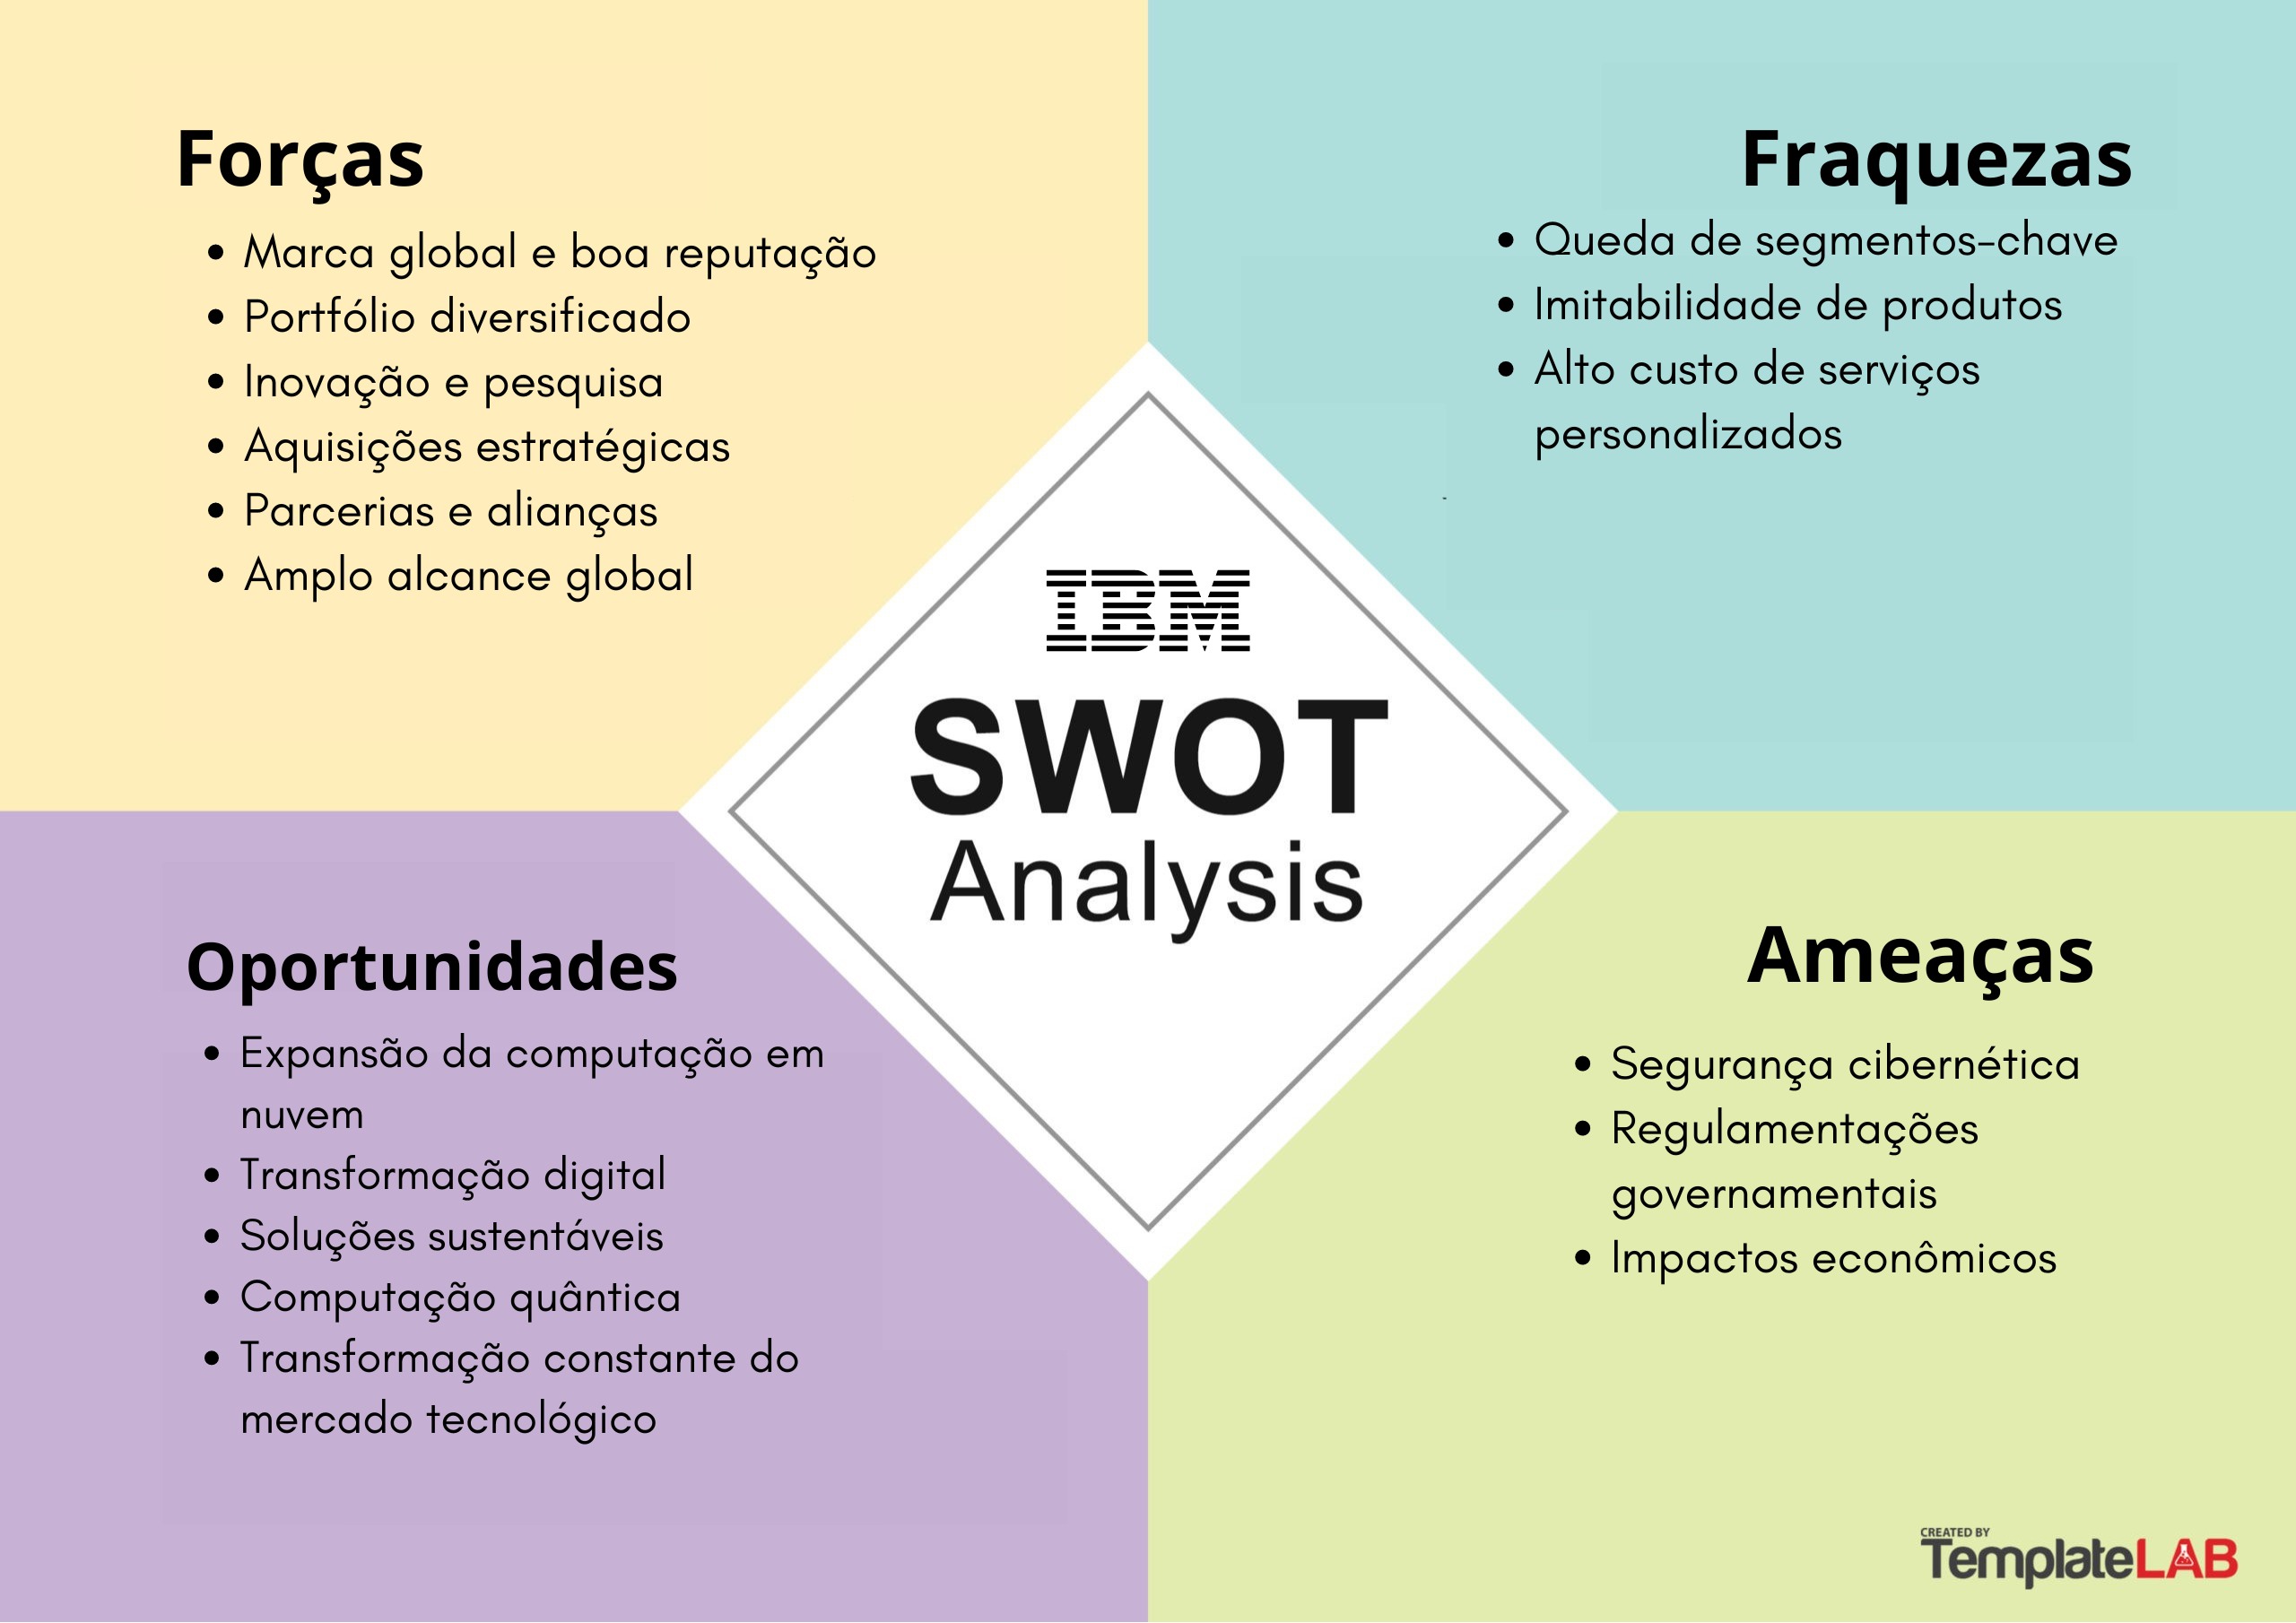 Forças
• Marca global e boa reputação
• Portfólio diversificado
• Inovação e pesquisa
• Aquisições estratégicas
• Parcerias e alianças
• Amplo alcance global
Fraquezas
• Queda de segmentos-chave
• Imitabilidade de produtos
• Alto custo de serviços
personalizados
-
IBM
SWOT
Analysis
Oportunidades
• Expansão da computação em
nuvem
• Transformação digital
• Soluções sustentáveis
• Computação quântica
• Transformação constante do
mercado tecnológico
Ameaças
• Segurança cibernética
• Regulamentações
governamentais
• Impactos econômicos
CREATED BY
TemplateLAB